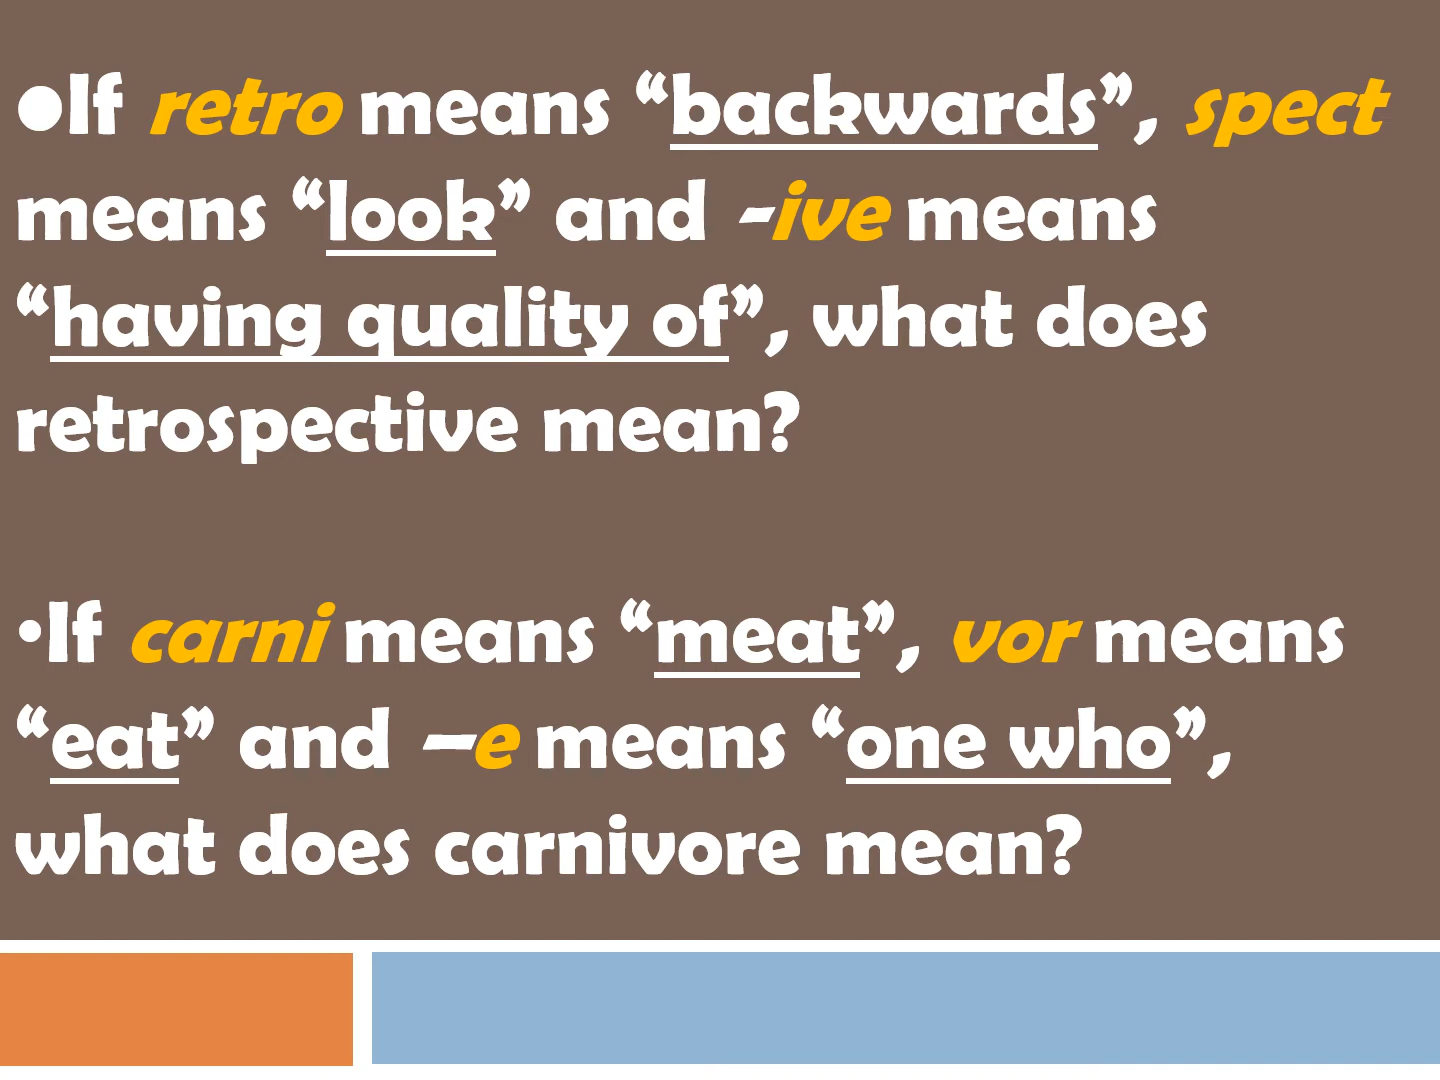 •If retro means “backwards”, spect
means “look” and -ive means
“having quality of”, what does
retrospective mean?
•If carni means “meat”, vor means
“eat” and –e means “one who”,
what does carnivore mean?